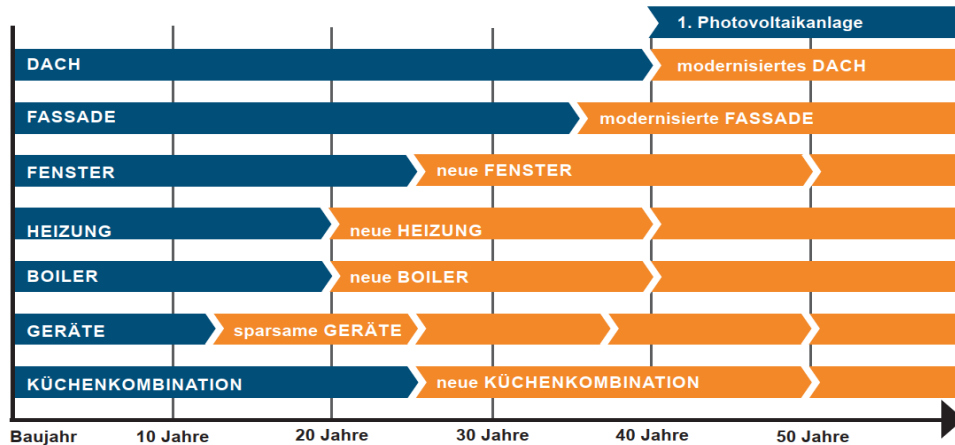 1. Photovoltaikanlage
DACH
modernisiertes DACH
FASSADE
modernisierte FASSADE
FENSTER
neue FENSTER
HEIZUNG
neue HEIZUNG
BOILER
neue BOILER
GERÄTE
sparsame GERÄTE
KÜCHENKOMBINATION
neue KÜCHENKOMBINATION
Baujahr 10 Jahre 20 Jahre 30 Jahre 40 Jahre 50 Jahre